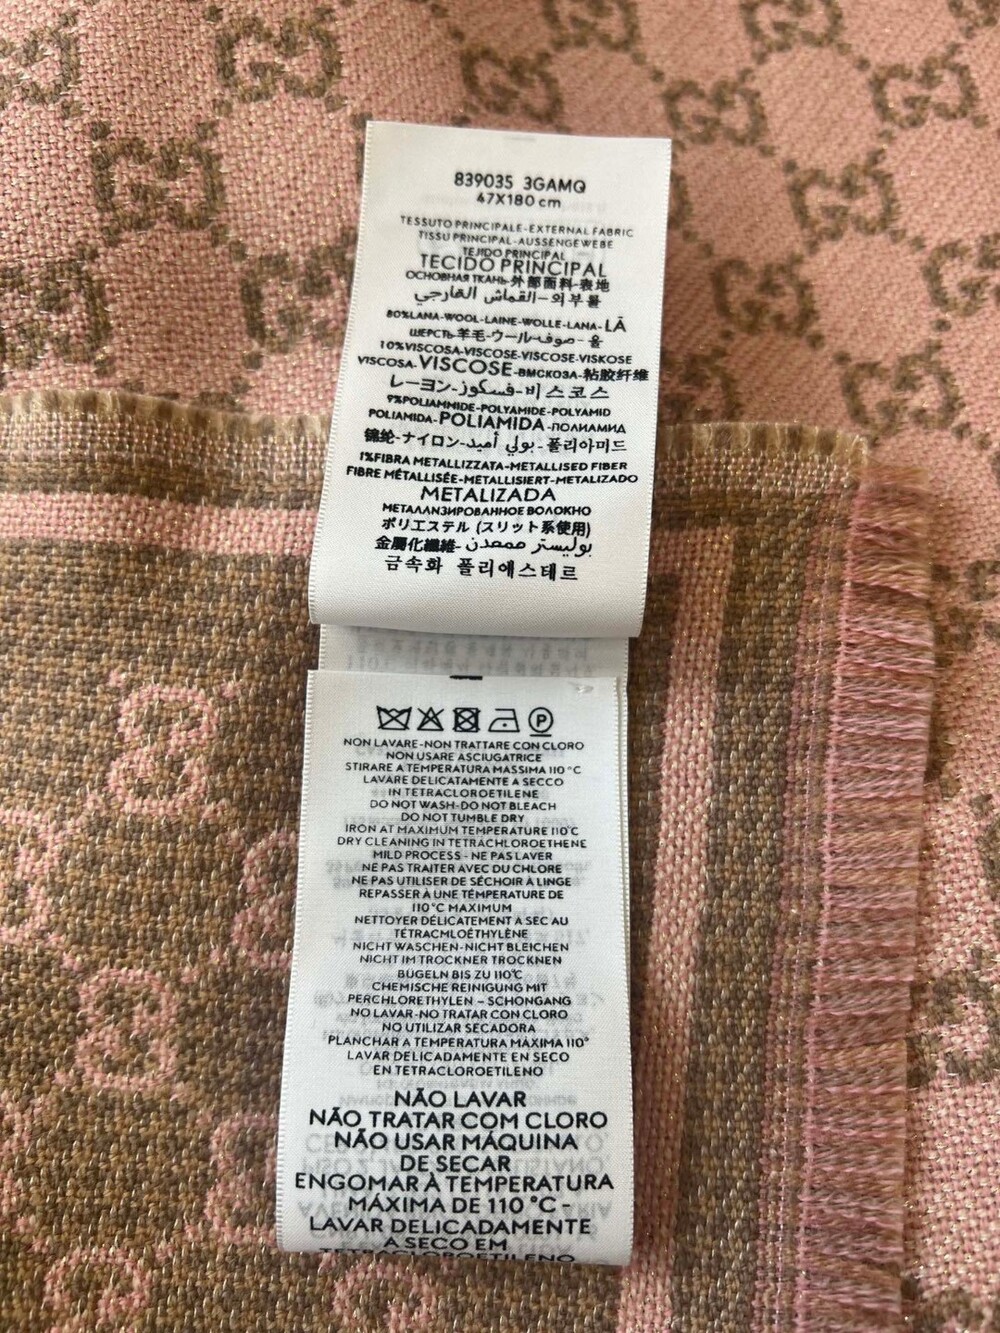 839035 3GAMQ
47X180 cm
TESSUTO PRINCIPALE-EXTERNAL FABRIC
TISSU PRINCIPAL-AUSSENGEWEBE
TEJIDO PRINCIPAL
TECIDO PRINCIPAL
ОСНОВНАЯ ТКАНЬ-外部面料-表地
القماش الخارجي-외부룰
80%LANA-WOOL-LAINE-WOLLE-LANA-LÃ
ШЕРСТЬ-羊毛-ウール-صوف-울
10%VISCOSA-VISCOSE-VISCOSE-VISKOSE
VISCOSA-VISCOSE-ВИСКОЗА-粘胶纤维
レーヨン-فسكوز-비스코스
9%POLIAMMIDE-POLYAMIDE-POLYAMID
POLIAMIDA-POLIAMIDA-ПОЛИАМИД
锦纶-ナイロン-بولي أميد-폴리아미드
1%FIBRA METALLIZZATA-METALLISED FIBER
FIBRE MÉTALLISÉE-METALLISIERT-METALIZADO
METALIZADA
МЕТАЛЛИЗИРОВАННОЕ ВОЛОКНО
ポリエステル (スリット系使用)
金屬化纖維-بوليستر ممعدن
금속화 폴리에스테르
NON LAVARE-NON TRATTARE CON CLORO
NON USARE ASCIUGATRICE
STIRARE A TEMPERATURA MASSIMA 110 °C
LAVARE DELICATAMENTE A SECCO
IN TETRACLOROETILENE
DO NOT WASH-DO NOT BLEACH
DO NOT TUMBLE DRY
IRON AT MAXIMUM TEMPERATURE 110°C
DRY CLEANING IN TETRACHLOROETHENE
MILD PROCESS - NE PAS LAVER
NE PAS TRAITER AVEC DU CHLORE
NE PAS UTILISER DE SÉCHOIR À LINGE
REPASSER À UNE TÉMPERATURE DE
110°C MAXIMUM
NETTOYER DÉLICATEMENT A SEC AU
TÉTRACMLOÉTHYLÈNE
NICHT WASCHEN-NICHT BLEICHEN
NICHT IM TROCKNER TROCKNEN
BÜGELN BIS ZU 110°C
CHEMISCHE REINIGUNG MIT
PERCHLORETHYLEN – SCHONGANG
NO LAVAR-NO TRATAR CON CLORO
NO UTILIZAR SECADORA
PLANCHAR A TEMPERATURA MÁXIMA 110°
LAVAR DELICADAMENTE EN SECO
EN TETRACLOROETILENO
NÃO LAVAR
NÃO TRATAR COM CLORO
NÃO USAR MÁQUINA
DE SECAR
ENGOMAR À TEMPERATURA
MÁXIMA DE 110 °C -
LAVAR DELICADAMENTE
A SECO EM
TETRACLOROETILENO